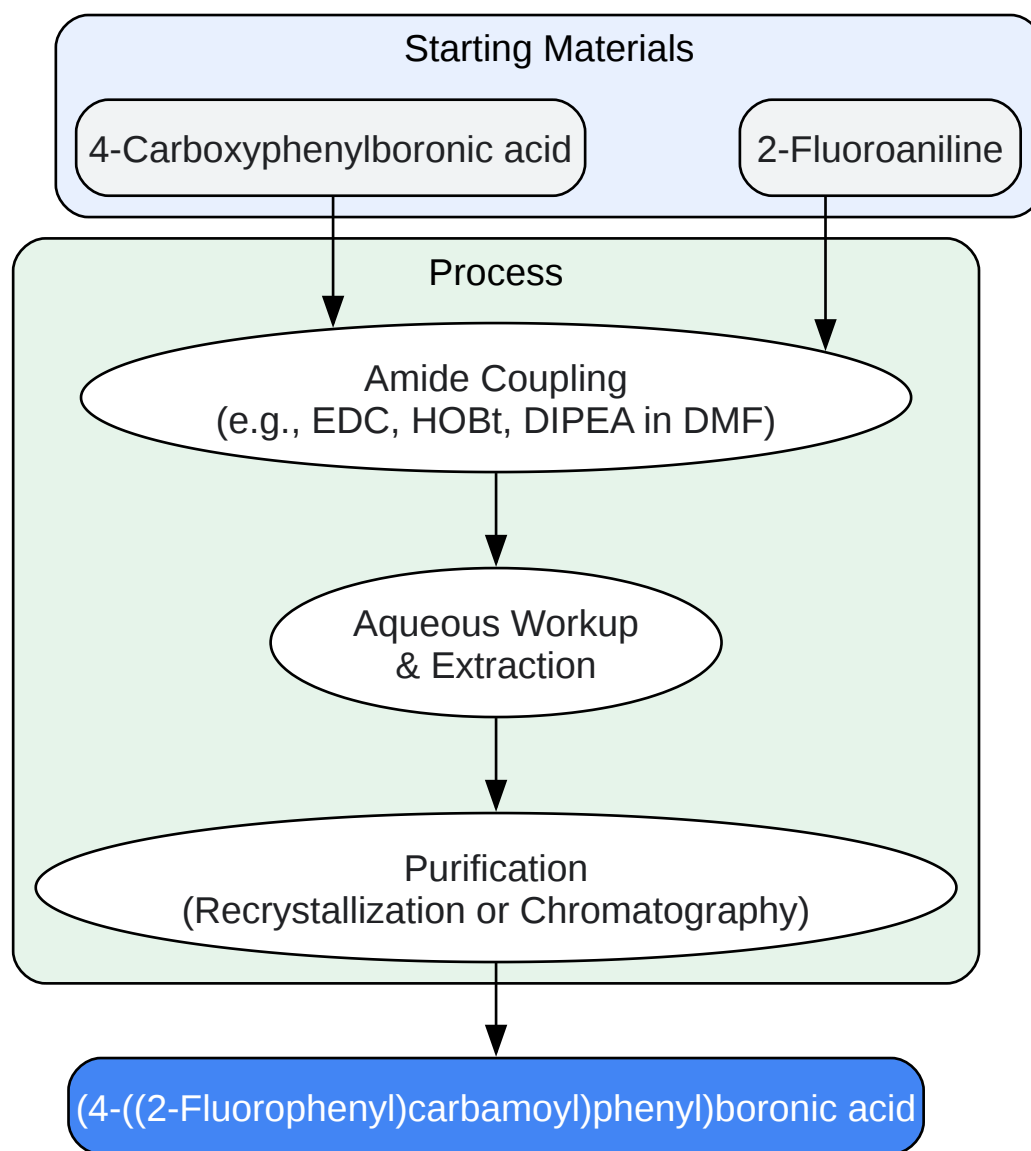 Starting Materials
4-Carboxyphenylboronic acid
2-Fluoroaniline
Process
Amide Coupling
(e.g., EDC, HOBt, DIPEA in DMF)
Aqueous Workup
& Extraction
Purification
(Recrystallization or Chromatography)
(4-((2-Fluorophenyl)carbamoyl)phenyl)boronic acid